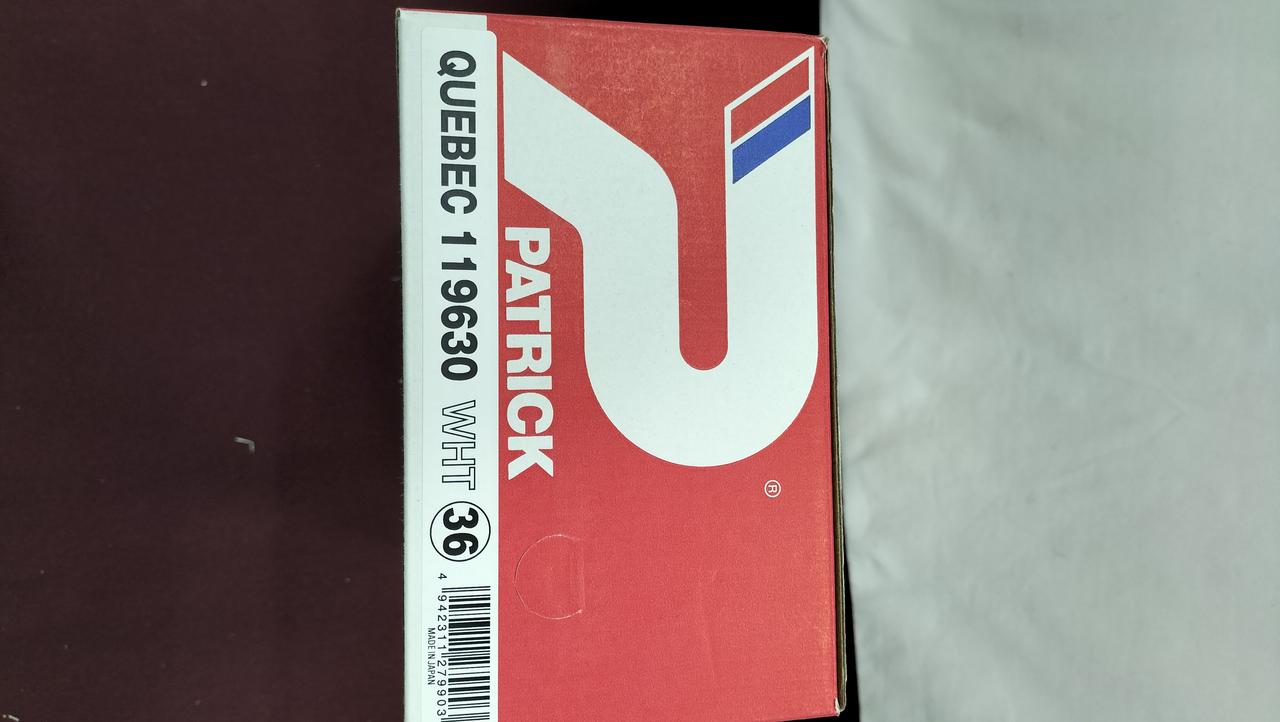 ®
PATRICK
QUEBEC 119630 WHT 36
4 942311 279903
MADE IN JAPAN